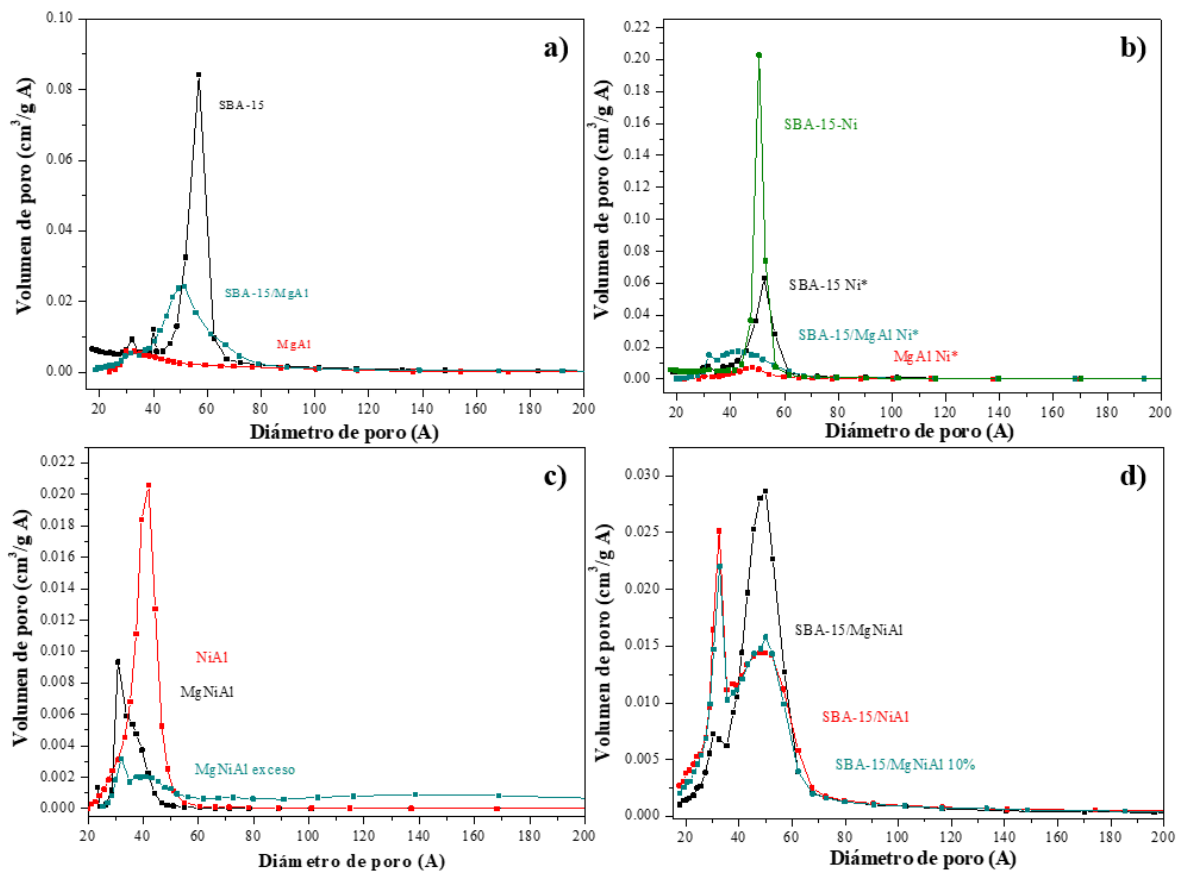 a)
Volumen de poro (cm³/g A)
0.10
0.08
0.06
0.04
0.02
0.00
SBA-15
SBA-15/MgAl
MgAl
20 40 60 80 100 120 140 160 180 200
Diámetro de poro (A)
b)
Volumen de poro (cm³/g A)
0.22
0.20
0.18
0.16
0.14
0.12
0.10
0.08
0.06
0.04
0.02
0.00
SBA-15-Ni
SBA-15 Ni*
SBA-15/MgAl Ni*
MgAl Ni*
20 40 60 80 100 120 140 160 180 200
Diámetro de poro (A)
c)
Volumen de poro (cm³/g A)
0.022
0.020
0.018
0.016
0.014
0.012
0.010
0.008
0.006
0.004
0.002
0.000
NiAl
MgNiAl
MgNiAl exceso
20 40 60 80 100 120 140 160 180 200
Diámetro de poro (A)
d)
Volumen de poro (cm³/g A)
0.030
0.025
0.020
0.015
0.010
0.005
0.000
SBA-15/MgNiAl
SBA-15/NiAl
SBA-15/MgNiAl 10%
20 40 60 80 100 120 140 160 180 200
Diámetro de poro (A)